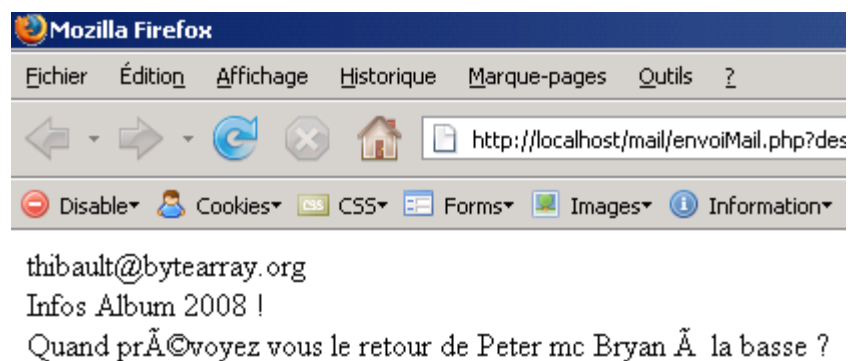 Mozilla Firefox
Fichier Édition Affichage Historique Marque-pages Outils ?
http://localhost/mail/envoiMail.php?des
Disable Cookies CSS CSS Forms Images Information
thibault@bytearray.org
Infos Album 2008 !
Quand prÃ©voyez vous le retour de Peter mc Bryan Ã la basse ?